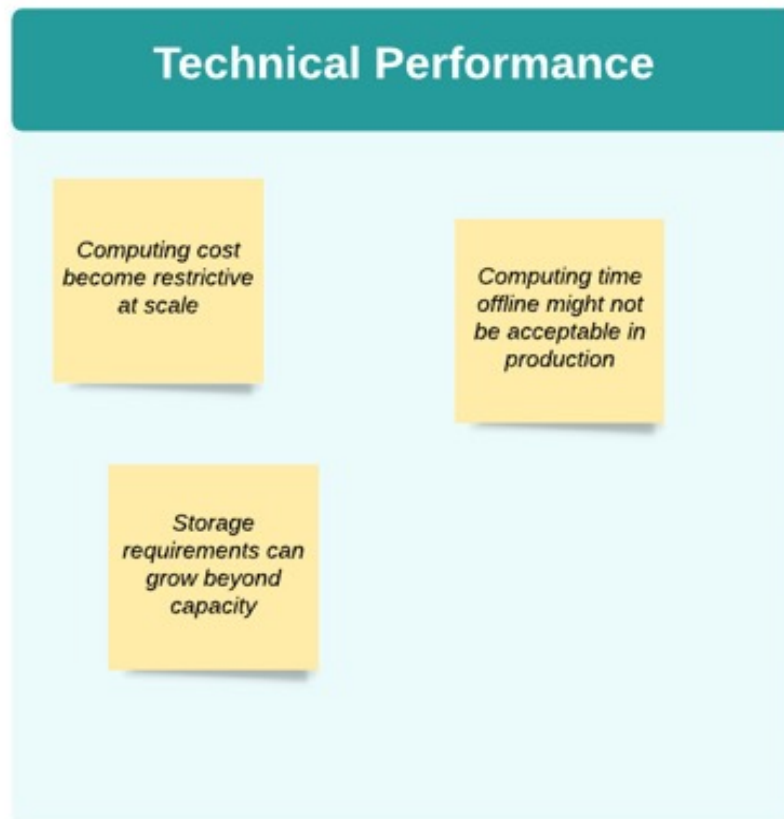 Technical Performance
Computing cost
become restrictive
at scale
Computing time
offline might not
be acceptable in
production
Storage
requirements can
grow beyond
capacity